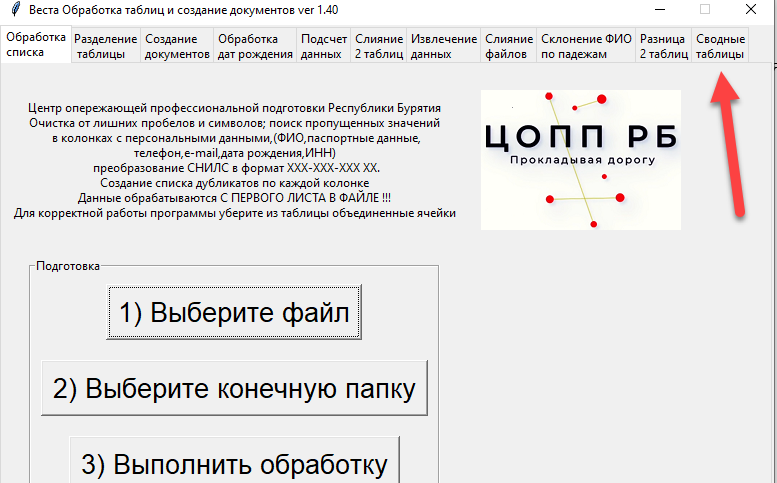 Веста Обработка таблиц и создание документов ver 1.40
Обработка
списка
Разделение
таблицы
Создание
документов
Обработка
дат рождения
Подсчет
данных
Слияние
2 таблиц
Извлечение
данных
Слияние
файлов
Склонение ФИО
по падежам
Разница
2 таблиц
Сводные
таблицы
Центр опережающей профессиональной подготовки Республики Бурятия
Очистка от лишних пробелов и символов; поиск пропущенных значений
в колонках с персональными данными,(ФИО,паспортные данные,
телефон,e-mail,дата рождения,ИНН)
преобразование СНИЛС в формат ХХХ-ХХХ-ХХХ ХХ.
Создание списка дубликатов по каждой колонке
Данные обрабатываются С ПЕРВОГО ЛИСТА В ФАЙЛЕ !!!
Для корректной работы программы уберите из таблицы объединенные ячейки
ЦОПП РБ
Прокладывая дорогу
Подготовка
1) Выберите файл
2) Выберите конечную папку
3) Выполнить обработку